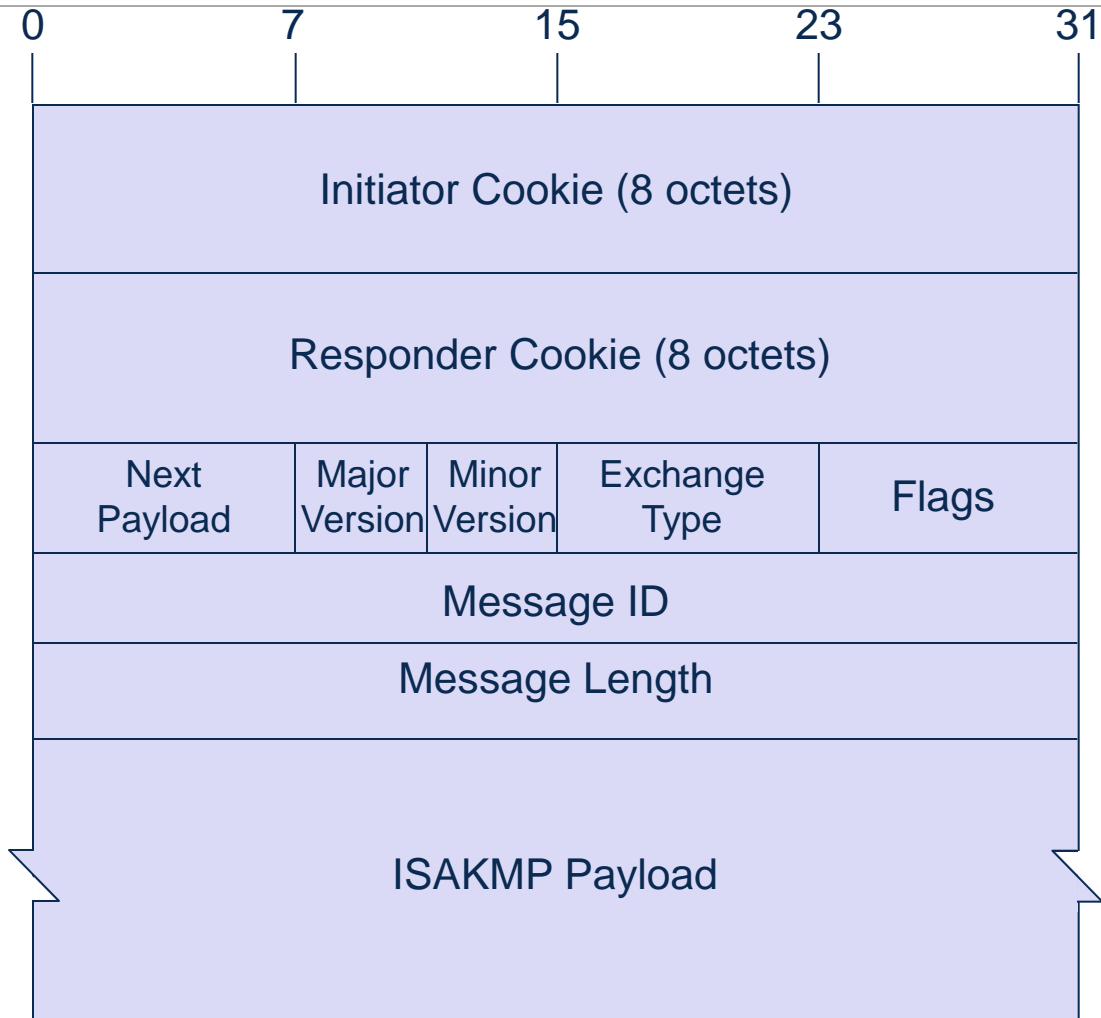 0 7 15 23 31
Initiator Cookie (8 octets)
Responder Cookie (8 octets)
Next
Payload
Major
Version
Minor
Version
Exchange
Type
Flags
Message ID
Message Length
ISAKMP Payload